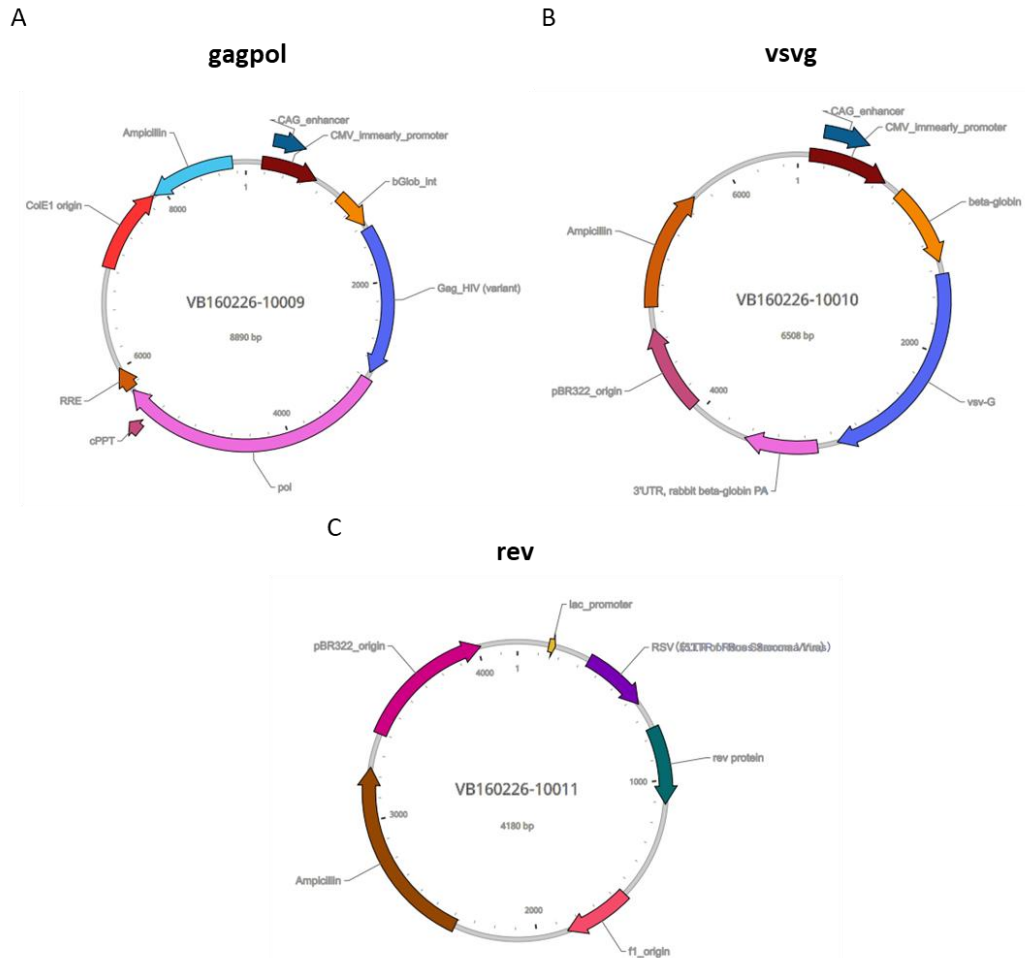 A
gagpol
CAG_enhancer
CMV_immearly_promoter
bGlob_int
Gag_HIV (variant)
pol
cPPT
RRE
ColE1 origin
Ampicillin
1
2000
4000
6000
8000
VB160226-10009
8890 bp
B
vsvg
CAG_enhancer
CMV_immearly_promoter
beta-globin
vsv-G
3'UTR, rabbit beta-globin PA
pBR322_origin
Ampicillin
1
2000
4000
6000
VB160226-10010
6508 bp
C
rev
lac_promoter
RSV
rev protein
f1_origin
Ampicillin
pBR322_origin
1
1000
2000
3000
4000
VB160226-10011
4180 bp